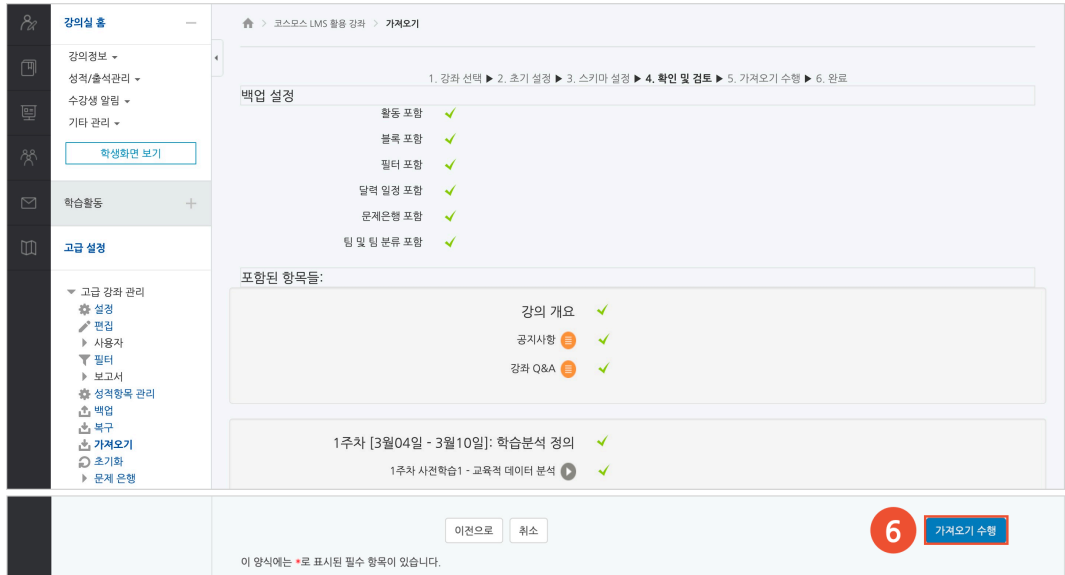 강의실 홈
강의정보
성적/출석관리
수강생 알림
기타 관리
학생화면 보기
학습활동
고급 설정
고급 강좌 관리
설정
편집
사용자
필터
보고서
성적항목 관리
백업
복구
가져오기
초기화
문제 은행
코스모스 LMS 활용 강좌 > 가져오기
1. 강좌 선택 ▶ 2. 초기 설정 ▶ 3. 스키마 설정 ▶ 4. 확인 및 검토 ▶ 5. 가져오기 수행 ▶ 6. 완료
백업 설정
활동 포함
블록 포함
필터 포함
달력 일정 포함
문제은행 포함
팀 및 팀 분류 포함
포함된 항목들:
강의 개요
공지사항
강좌 Q&A
1주차 [3월04일 - 3월10일]: 학습분석 정의
1주차 사전학습1 - 교육적 데이터 분석
이전으로 취소 6 가져오기 수행
이 양식에는 *로 표시된 필수 항목이 있습니다.